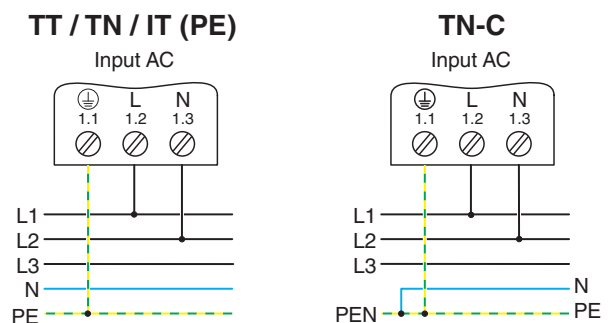 TT / TN / IT (PE)
Input AC
L N
1.1 1.2 1.3
L1
L2
L3
N
PE
TN-C
Input AC
L N
1.1 1.2 1.3
L1
L2
L3
N
PEN PE